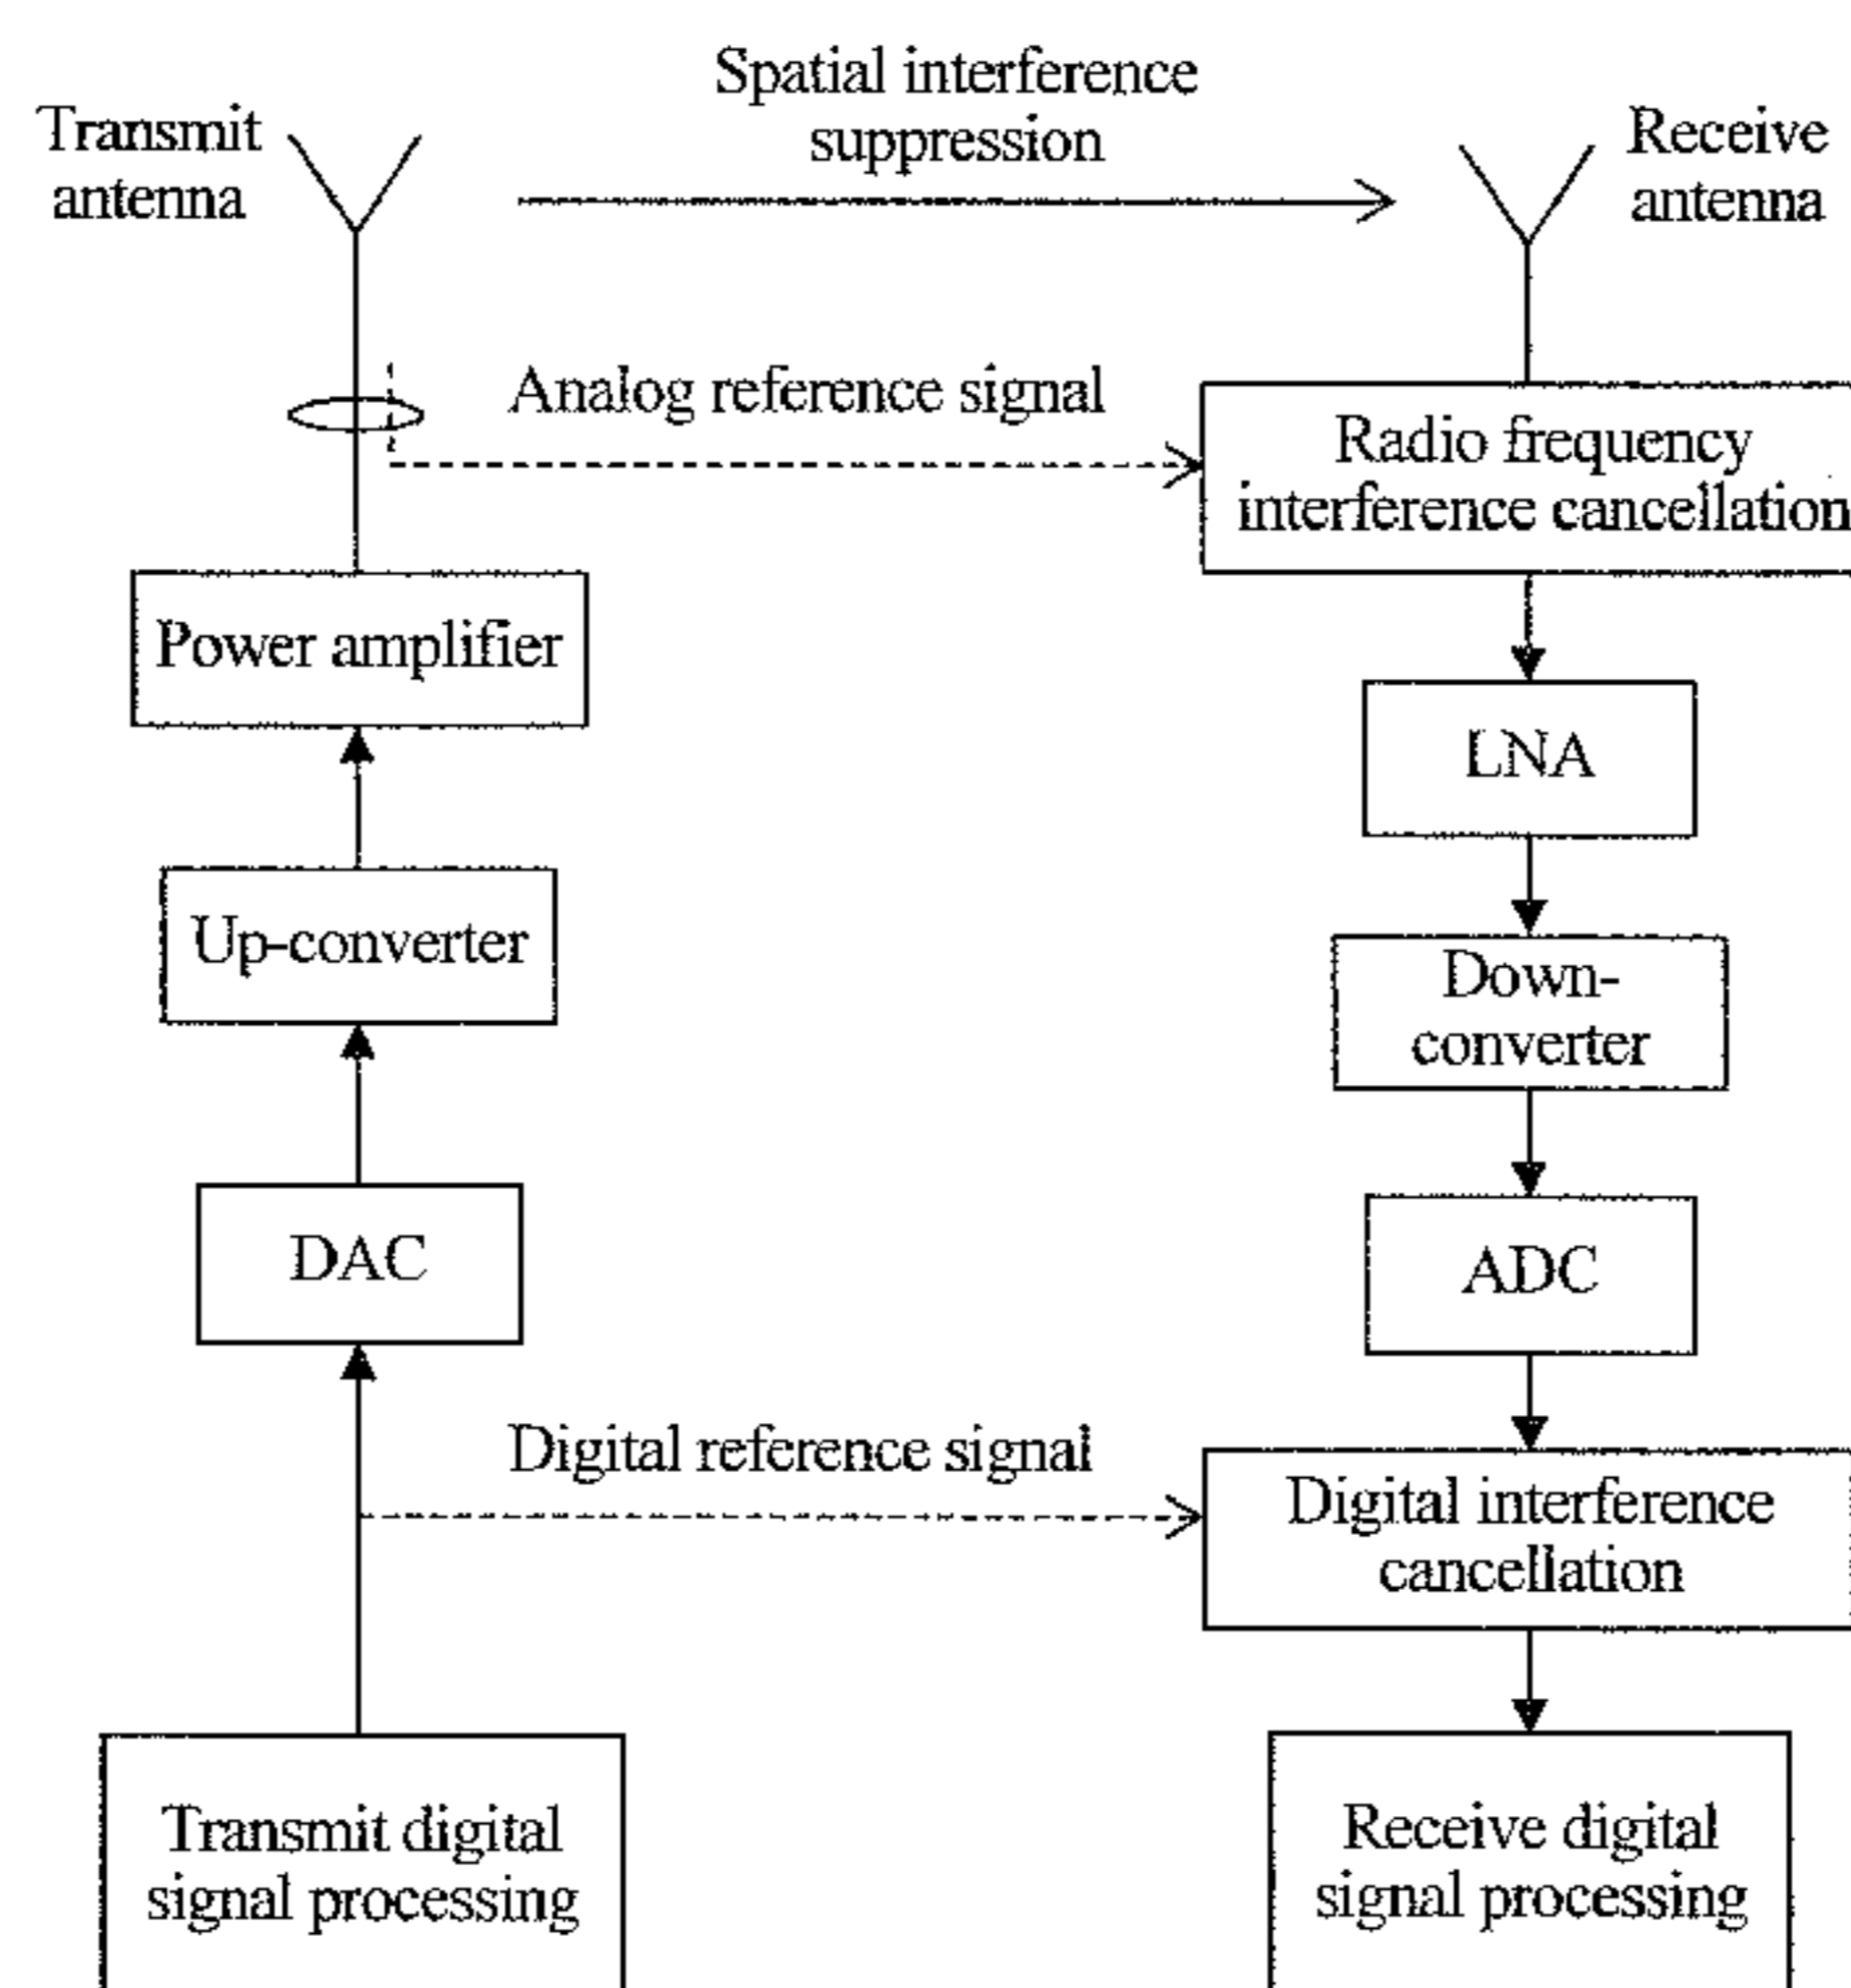 Spatial interference
suppression
Transmit
antenna
Receive
antenna
Analog reference signal
Radio frequency
interference cancellation
Power amplifier
LNA
Up-converter
Down-
converter
DAC
ADC
Digital reference signal
Digital interference
cancellation
Transmit digital
signal processing
Receive digital
signal processing